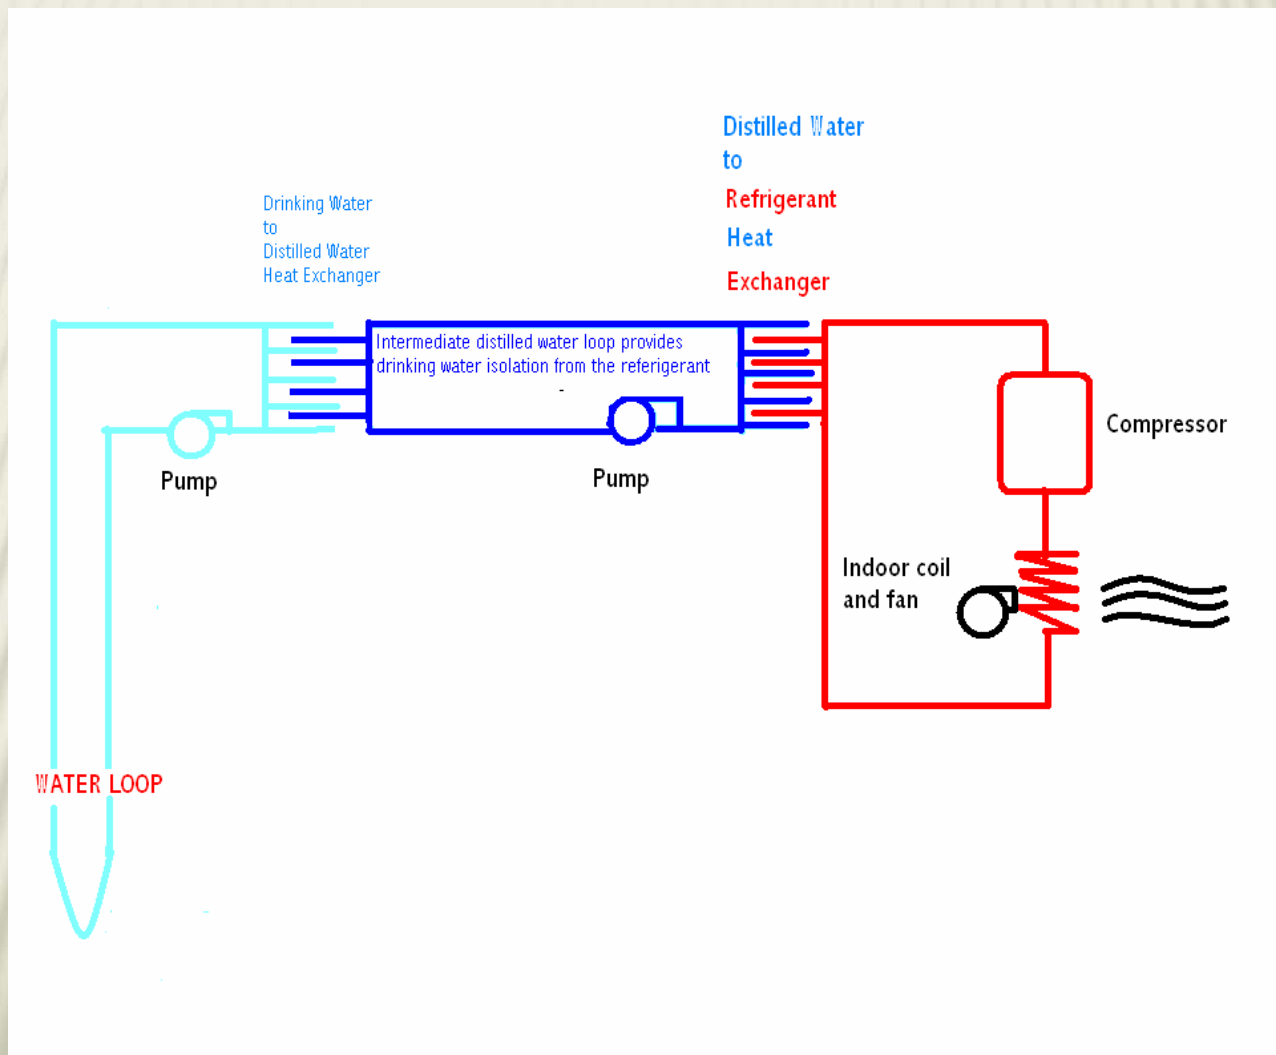 Distilled Water
to
Refrigerant
Heat
Exchanger
Drinking Water
to
Distilled Water
Heat Exchanger
Intermediate distilled water loop provides
drinking water isolation from the referigerant
-
Pump
Pump
Compressor
Indoor coil
and fan
WATER LOOP